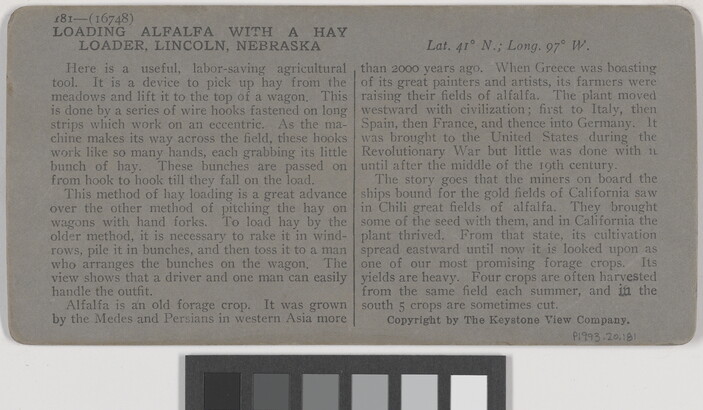 181—(16748)
LOADING ALFALFA WITH A HAY
LOADER, LINCOLN, NEBRASKA
Lat. 41° N.; Long. 97° W.
Here is a useful, labor-saving agricultural
tool. It is a device to pick up hay from the
meadows and lift it to the top of a wagon. This
is done by a series of wire hooks fastened on long
strips which work on an eccentric. As the ma-
chine makes its way across the field, these hooks
work like so many hands, each grabbing its little
bunch of hay. These bunches are passed on
from hook to hook till they fall on the load.
This method of hay loading is a great advance
over the other method of pitching the hay on
wagons with hand forks. To load hay by the
older method, it is necessary to rake it in wind-
rows, pile it in bunches, and then toss it to a man
who arranges the bunches on the wagon. The
view shows that a driver and one man can easily
handle the outfit.
Alfalfa is an old forage crop. It was grown
by the Medes and Persians in western Asia more
than 2000 years ago. When Greece was boasting
of its great painters and artists, its farmers were
raising their fields of alfalfa. The plant moved
westward with civilization; first to Italy, then
Spain, then France, and thence into Germany. It
was brought to the United States during the
Revolutionary War but little was done with it
until after the middle of the 19th century.
The story goes that the miners on board the
ships bound for the gold fields of California saw
in Chili great fields of alfalfa. They brought
some of the seed with them, and in California the
plant thrived. From that state, its cultivation
spread eastward until now it is looked upon as
one of our most promising forage crops. Its
yields are heavy. Four crops are often harvested
from the same field each summer, and in the
south 5 crops are sometimes cut.
Copyright by The Keystone View Company.
P1993.20.181